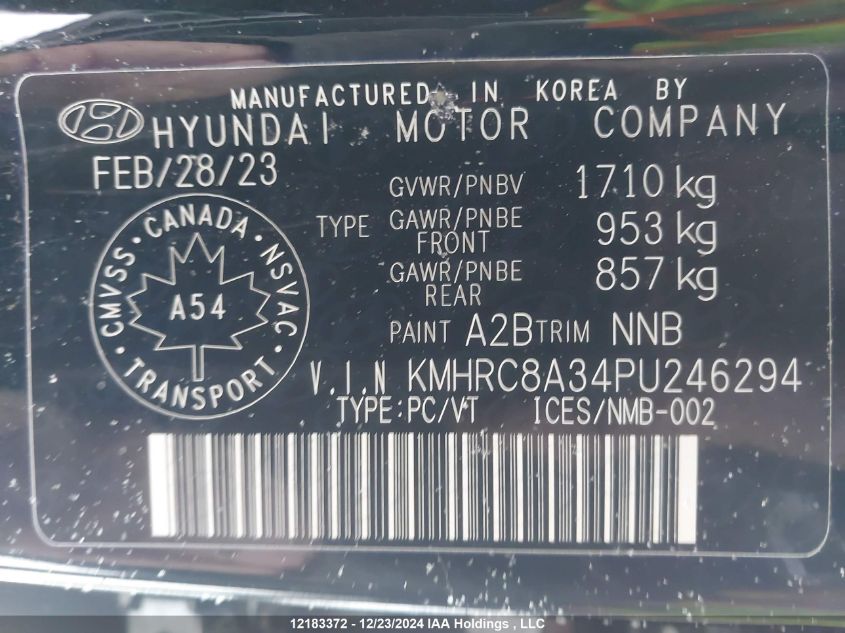 MANUFACTURED IN KOREA BY
HYUNDAI MOTOR COMPANY
FEB/28/23
GVWR/PNBV 1710 kg
TYPE GAWR/PNBE FRONT 953 kg
GAWR/PNBE REAR 857 kg
CMVSS · CANADA · NSVAC · TRANSPORT ·
A54
PAINT A2B TRIM NNB
V.I.N KMHRC8A34PU246294
TYPE:PC/VT ICES/NMB-002
12183372 - 12/23/2024 IAA Holdings , LLC